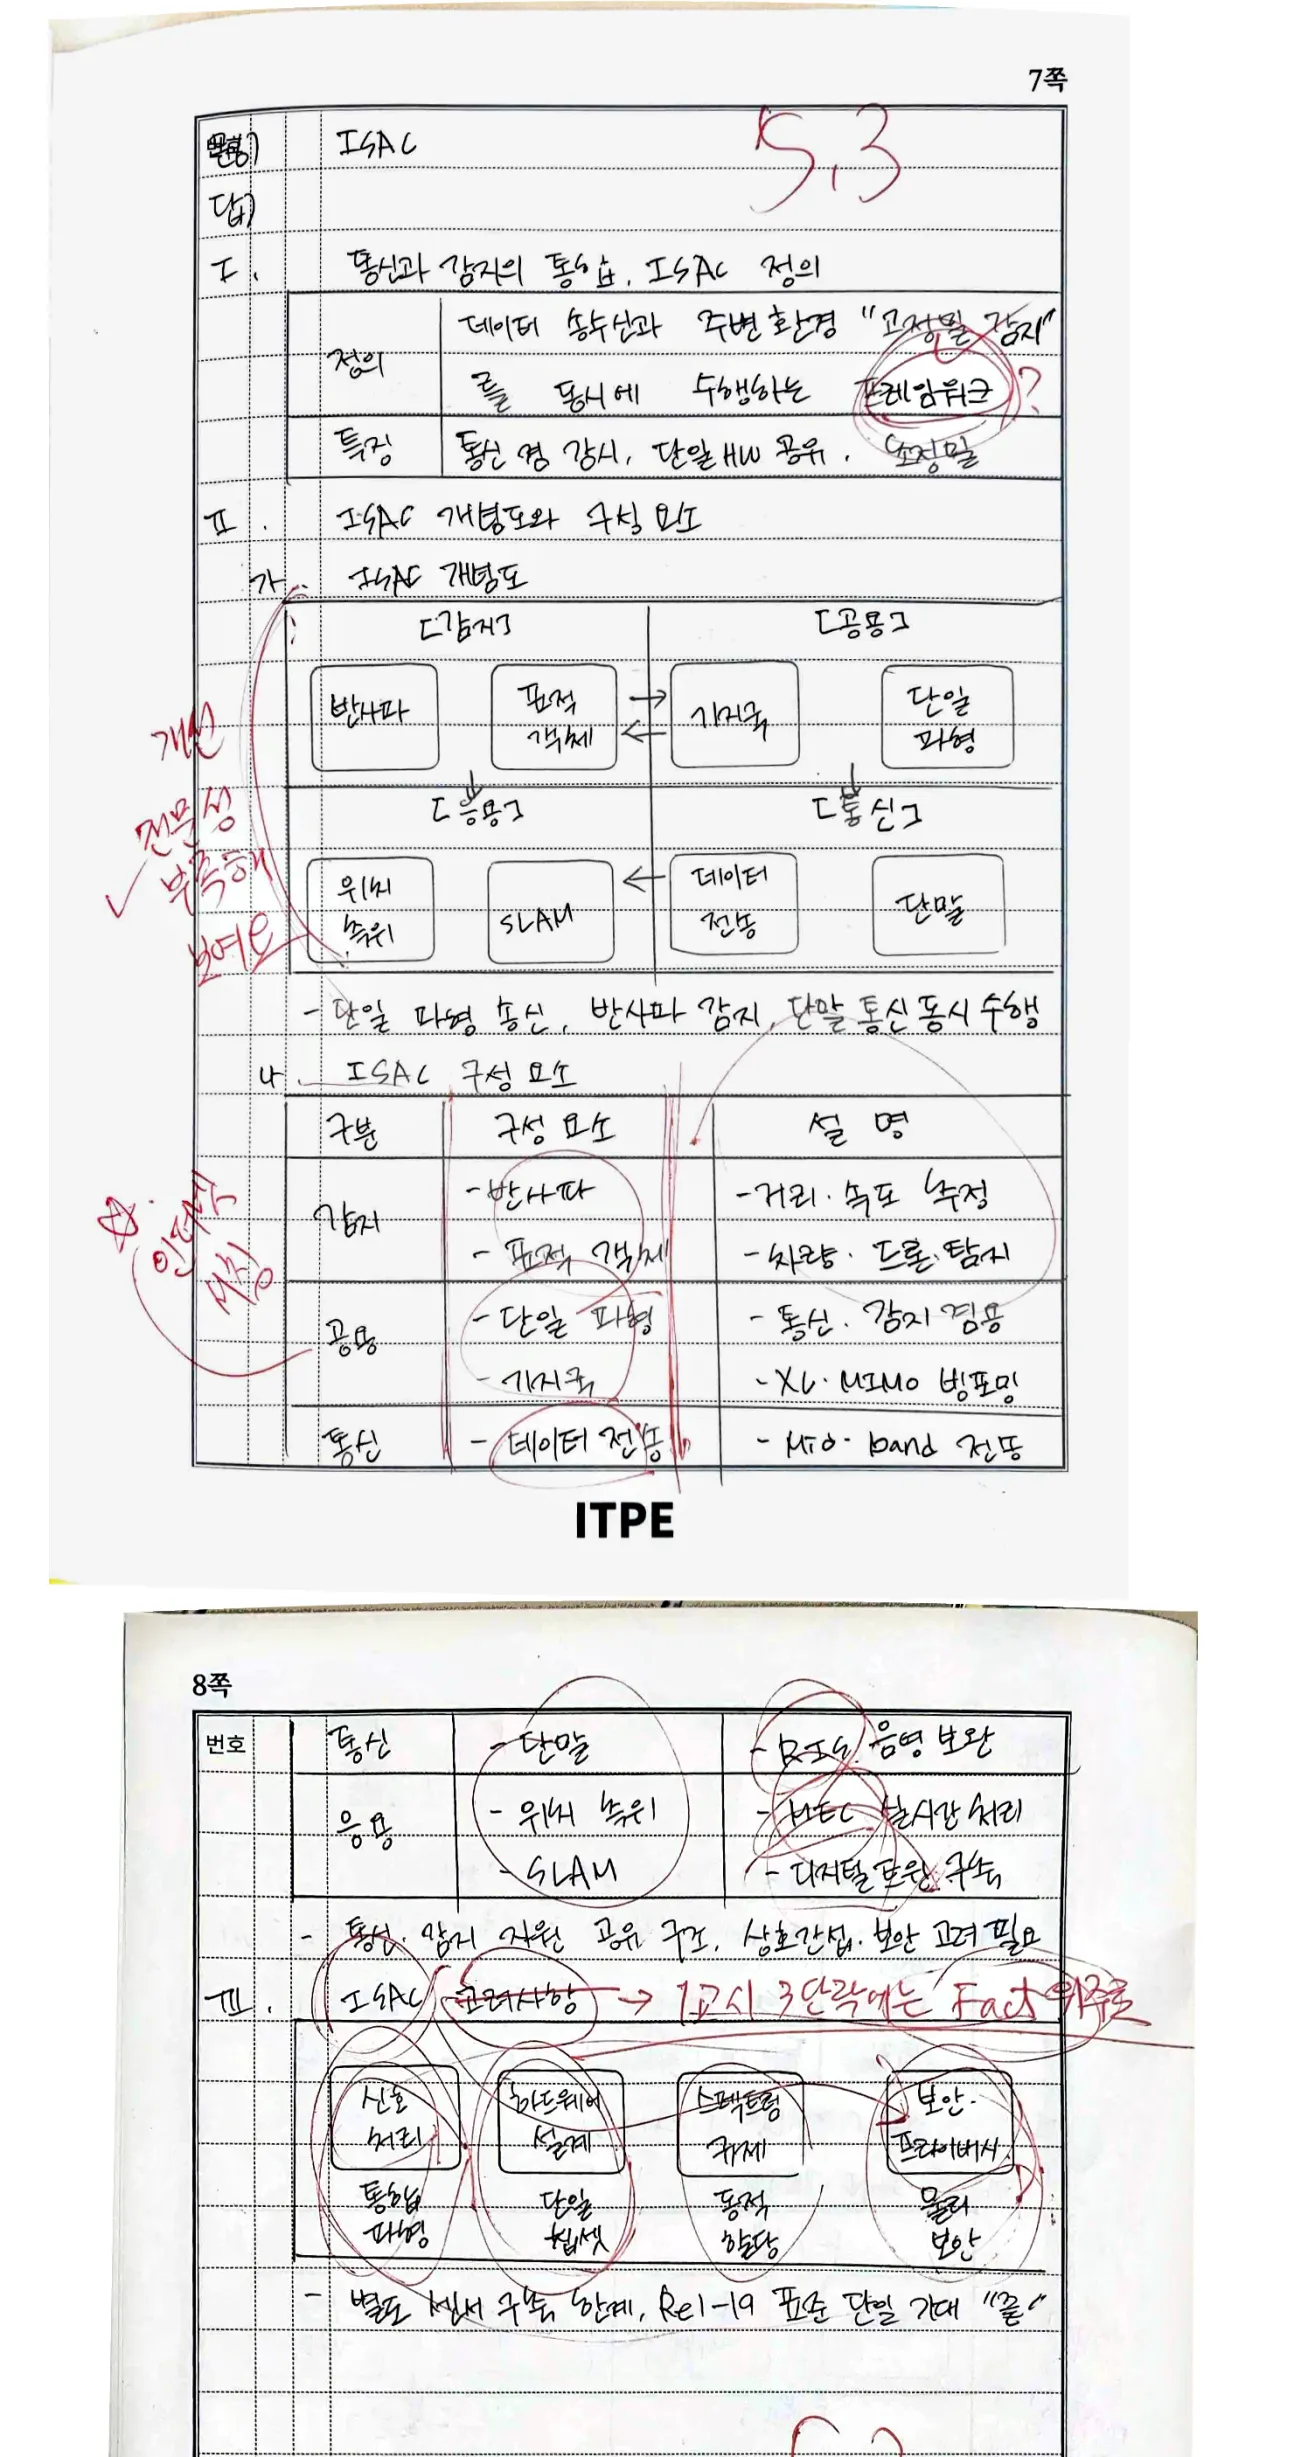 7쪽
ISAC
5.3
답)
I. 통신과 감지의 통합, ISAC 정의
정의
데이터 송수신과 주변 환경 "고정밀 감지"
를 동시에 수행하는 프레임워크
?
특징
통신 겸 감시, 단일 HW 공유, 초정밀
II. ISAC 개념도와 구성 요소
가. ISAC 개념도
[감지]
[공용]
반사파
표적 객체
기지국
단일 파형
개선
전문성
부족해
보여요
[응용]
[통신]
위치 측위
SLAM
데이터 전송
단말
- 단일 파형 송신, 반사파 감지, 단말 통신 동시 수행
나. ISAC 구성 요소
구분 구성 요소 설명
감지
- 반사파 - 거리·속도 추정
- 표적 객체 - 차량·드론·탐지
공용
- 단일 파형 - 통신·감지 겸용
- 기지국 - XL-MIMO 빔포밍
통신 - 데이터 전송 - Mid-band 전송
ITPE
8쪽
번호
통신 - 단말 - RIS 음영 보완
응용
- 위치 측위 - MEC 실시간 처리
- SLAM - 디지털 트윈 구축
- 통신·감지 자원 공유 구조, 상호간섭·보안 고려 필요
III. ISAC 고려사항 → 1교시 3단락에는 Fact 위주로
신호 처리
하드웨어 설계
스펙트럼 규제
보안·프라이버시
통합 파형
단일 칩셋
동적 할당
물리 보안
- 별도 센서 구축 한계, Rel-19 표준 단일 기대 "끝"